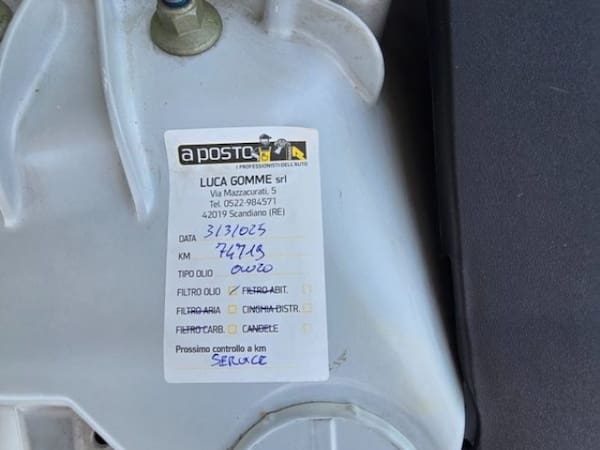 a posto
I PROFESSIONISTI DELL'AUTO
LUCA GOMME srl
Via Mazzacurati, 5
Tel. 0522-984571
42019 Scandiano (RE)
DATA 3/3/025
KM 74719
TIPO OLIO 0W20
FILTRO OLIO FILTRO ABIT.
FILTRO ARIA CINGHIA DISTR.
FILTRO CARB. CANDELE
Prossimo controllo a km
SERVICE